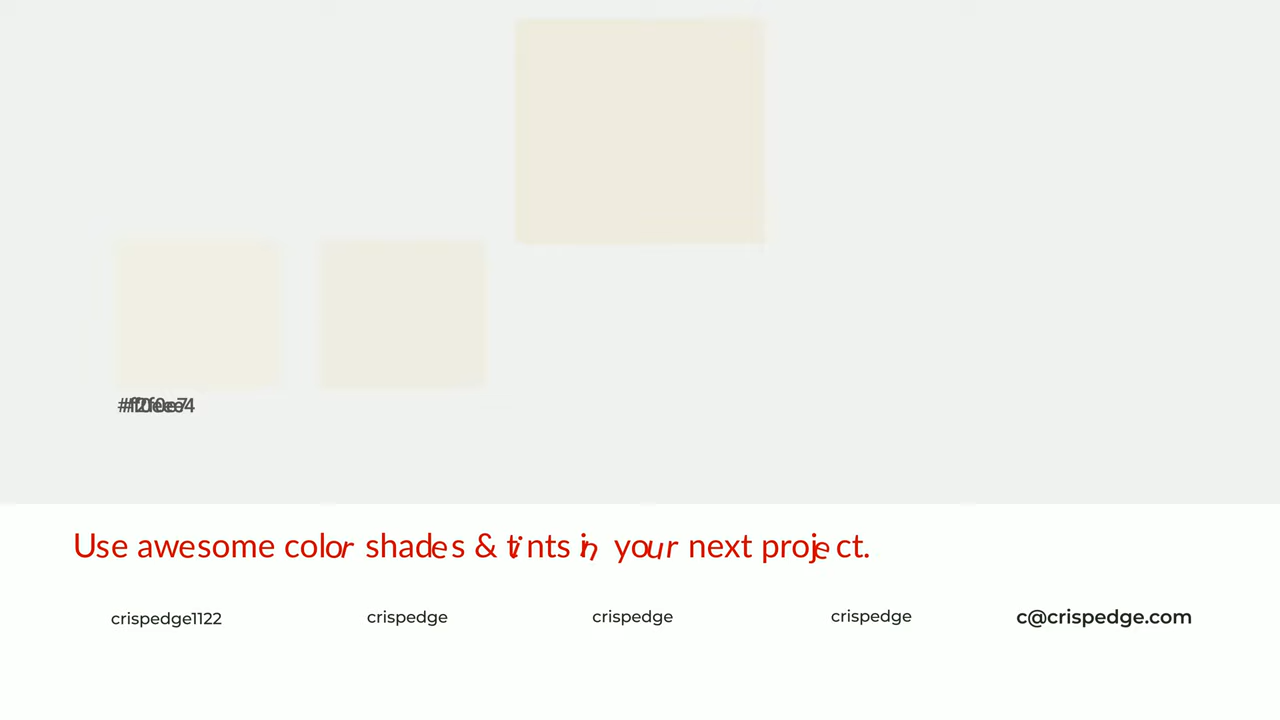 Use awesome color shades & tints in your next project.
crispedge1122 crispedge crispedge crispedge c@crispedge.com